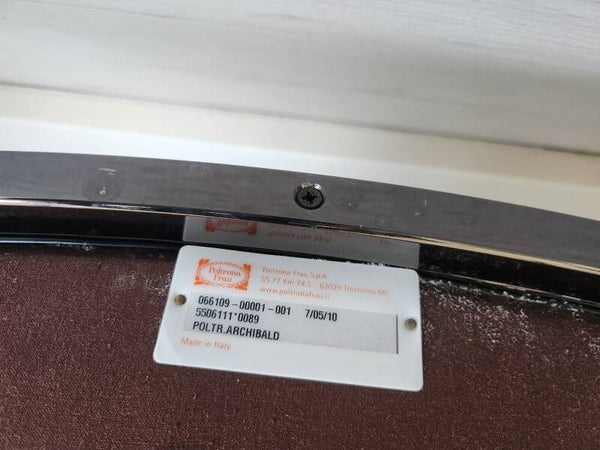 Poltrona
Frau
Poltrona Frau S.p.A.
SS 77 Km 74.5 - 62029 Tolentino MC
www.poltronafrau.it
066109-00001-001 7/05/10
5506111*0089
POLTR.ARCHIBALD
Made in Italy